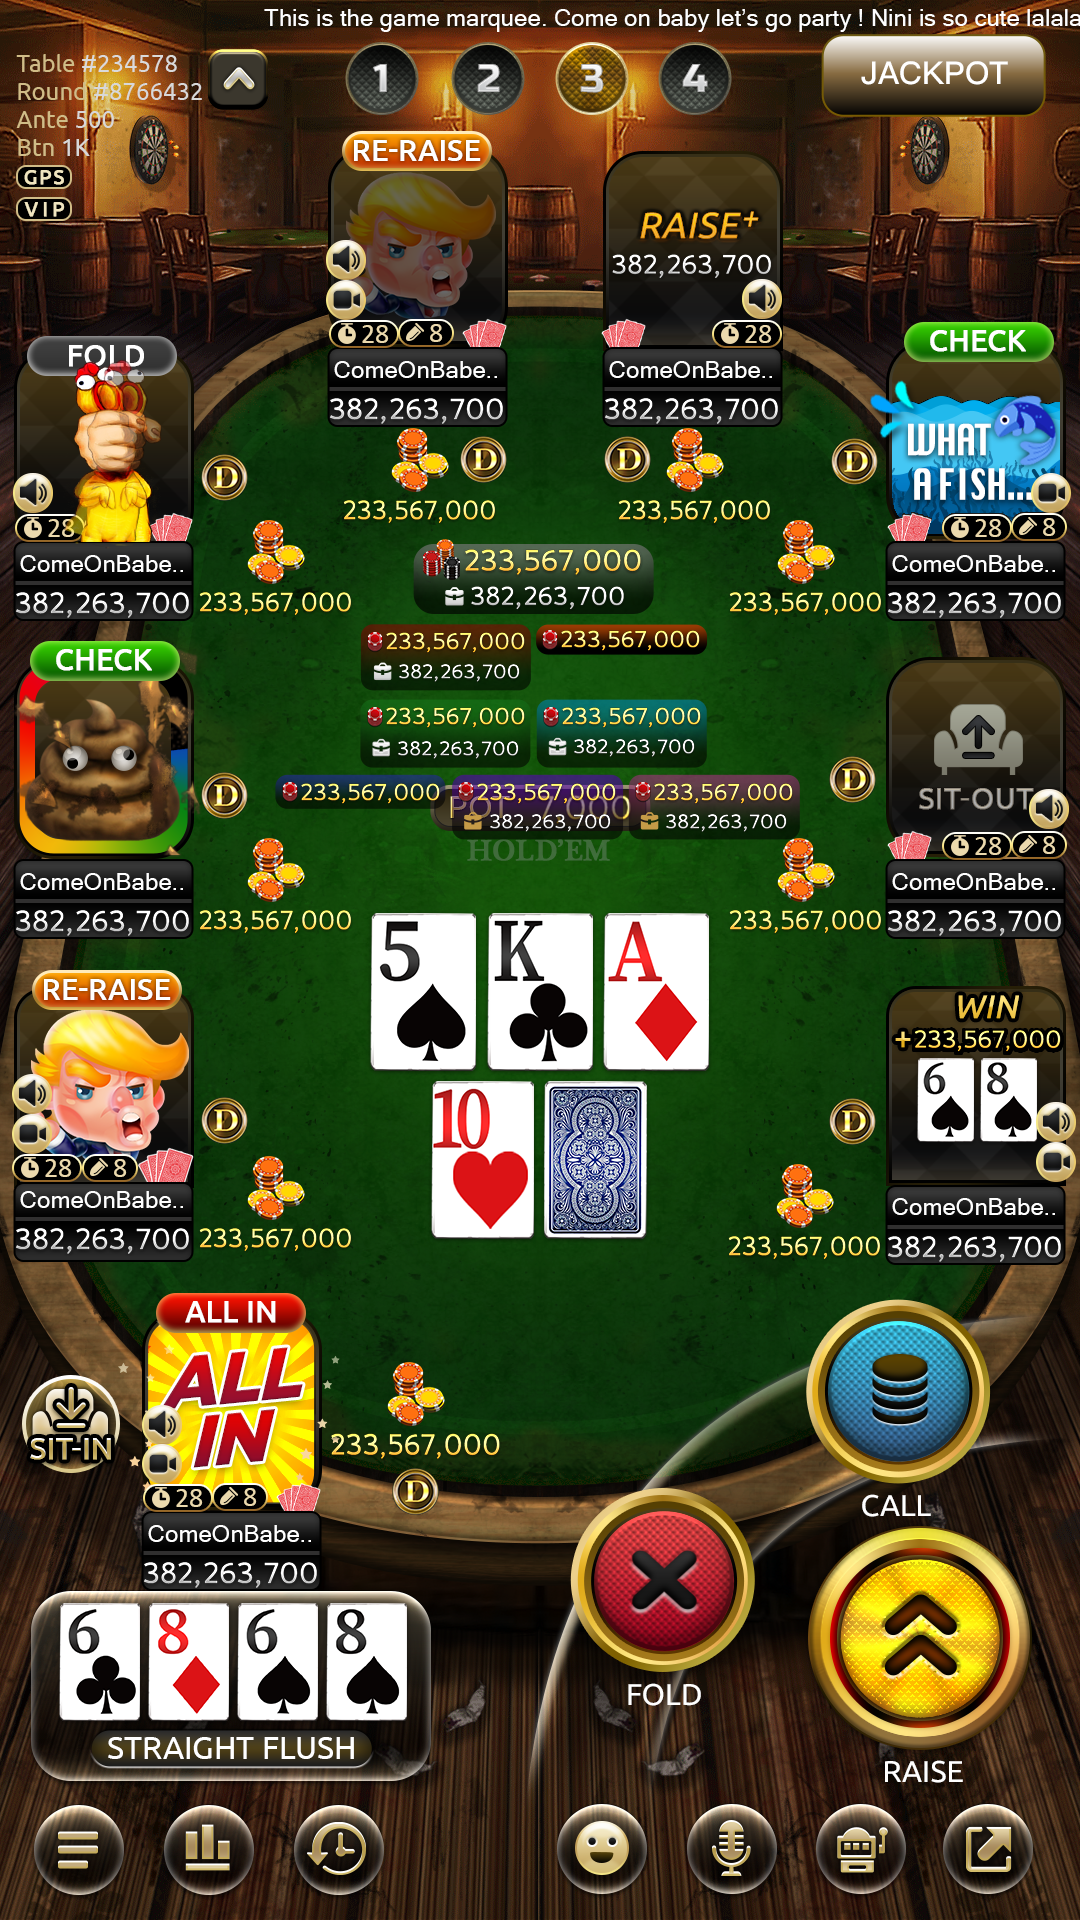 This is the game marquee. Come on baby let's go party ! Nini is so cute lalala
Table #234578
Round #8766432
Ante 500
Btn 1K
GPS
VIP
1
2
3
4
JACKPOT
RE-RAISE
28
8
ComeOnBabe..
382,263,700
233,567,000
D
RAISE+
382,263,700
28
ComeOnBabe..
382,263,700
233,567,000
D
FOLD
28
ComeOnBabe..
382,263,700
233,567,000
D
CHECK
WHAT
A FISH...
28
8
ComeOnBabe..
382,263,700
233,567,000
D
233,567,000
382,263,700
233,567,000
382,263,700
233,567,000
233,567,000
382,263,700
233,567,000
382,263,700
233,567,000
233,567,000
382,263,700
233,567,000
382,263,700
HOLD'EM
CHECK
ComeOnBabe..
382,263,700
233,567,000
D
SIT-OUT
28
8
ComeOnBabe..
382,263,700
233,567,000
D
5
K
A
10
RE-RAISE
28
8
ComeOnBabe..
382,263,700
233,567,000
D
WIN
+233,567,000
6
8
ComeOnBabe..
382,263,700
233,567,000
D
ALL IN
ALL
IN
28
8
ComeOnBabe..
382,263,700
233,567,000
D
SIT-IN
CALL
FOLD
RAISE
6
8
6
8
STRAIGHT FLUSH